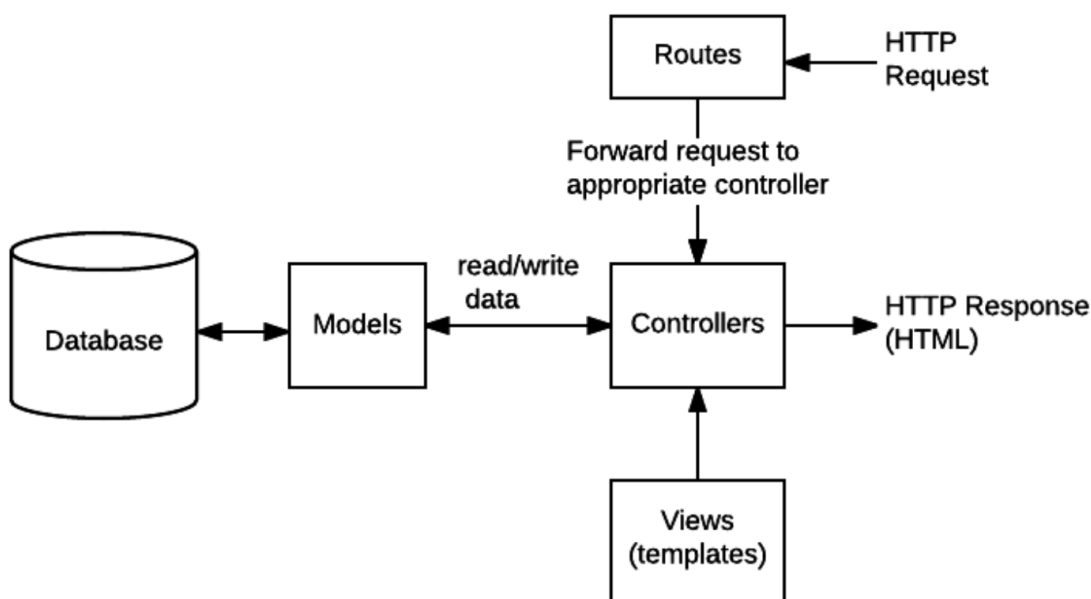 Routes
HTTP
Request
Forward request to
appropriate controller
read/write
data
Database
Models
Controllers
HTTP Response
(HTML)
Views
(templates)